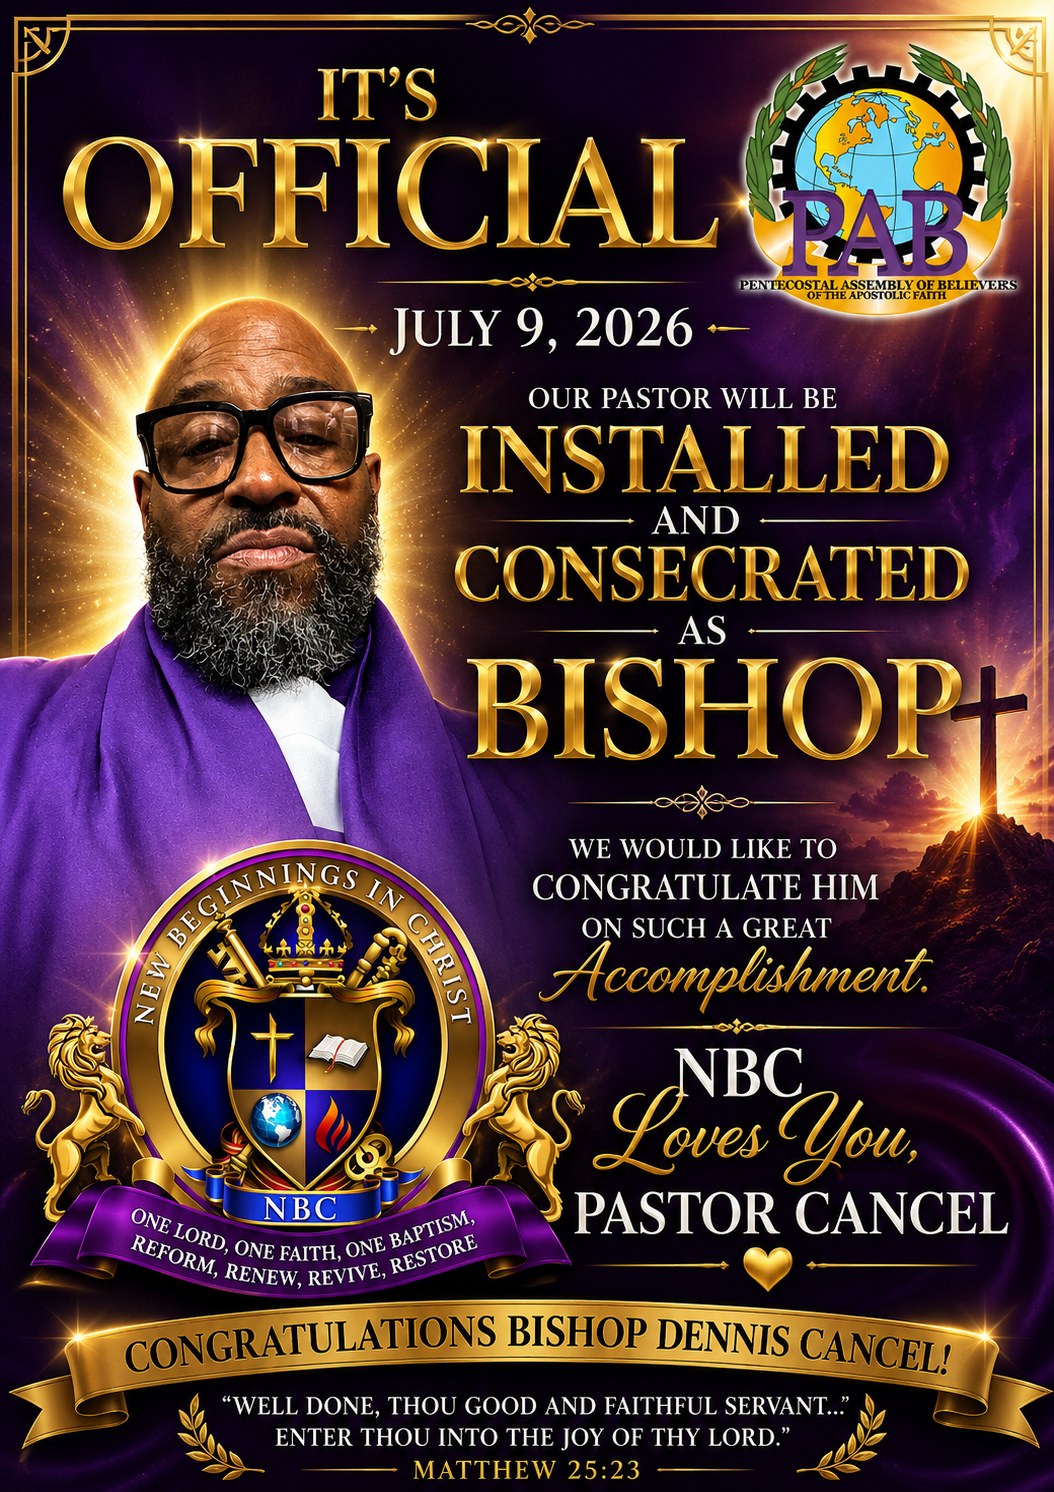 IT'S
OFFICIAL
PAB
PENTECOSTAL ASSEMBLY OF BELIEVERS
OF THE APOSTOLIC FAITH
JULY 9, 2026
OUR PASTOR WILL BE
INSTALLED
AND
CONSECRATED
AS
BISHOP
WE WOULD LIKE TO
CONGRATULATE HIM
ON SUCH A GREAT
Accomplishment.
NEW BEGINNINGS IN CHRIST
NBC
ONE LORD, ONE FAITH, ONE BAPTISM,
REFORM, RENEW, REVIVE, RESTORE
NBC
Loves You,
PASTOR CANCEL
CONGRATULATIONS BISHOP DENNIS CANCEL!
“WELL DONE, THOU GOOD AND FAITHFUL SERVANT...”
ENTER THOU INTO THE JOY OF THY LORD.”
MATTHEW 25:23